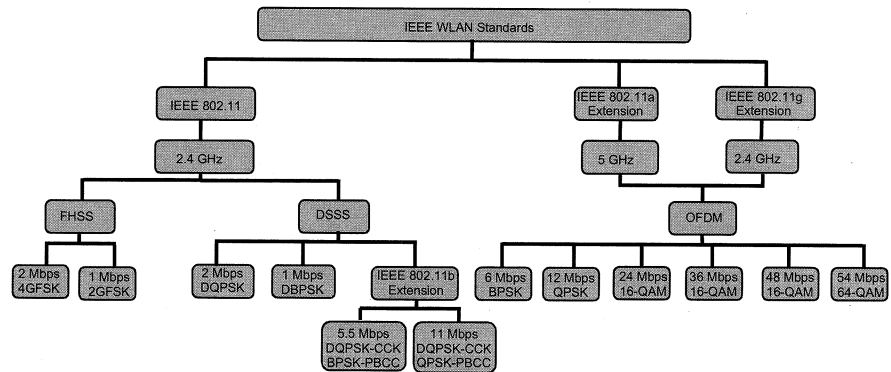 IEEE WLAN Standards
IEEE 802.11
IEEE 802.11a
Extension
IEEE 802.11g
Extension
2.4 GHz
5 GHz
2.4 GHz
FHSS
DSSS
OFDM
2 Mbps
4GFSK
1 Mbps
2GFSK
2 Mbps
DQPSK
1 Mbps
DBPSK
IEEE 802.11b
Extension
6 Mbps
BPSK
12 Mbps
QPSK
24 Mbps
16-QAM
36 Mbps
16-QAM
48 Mbps
16-QAM
54 Mbps
64-QAM
5.5 Mbps
DQPSK-CCK
BPSK-PBCC
11 Mbps
DQPSK-CCK
QPSK-PBCC